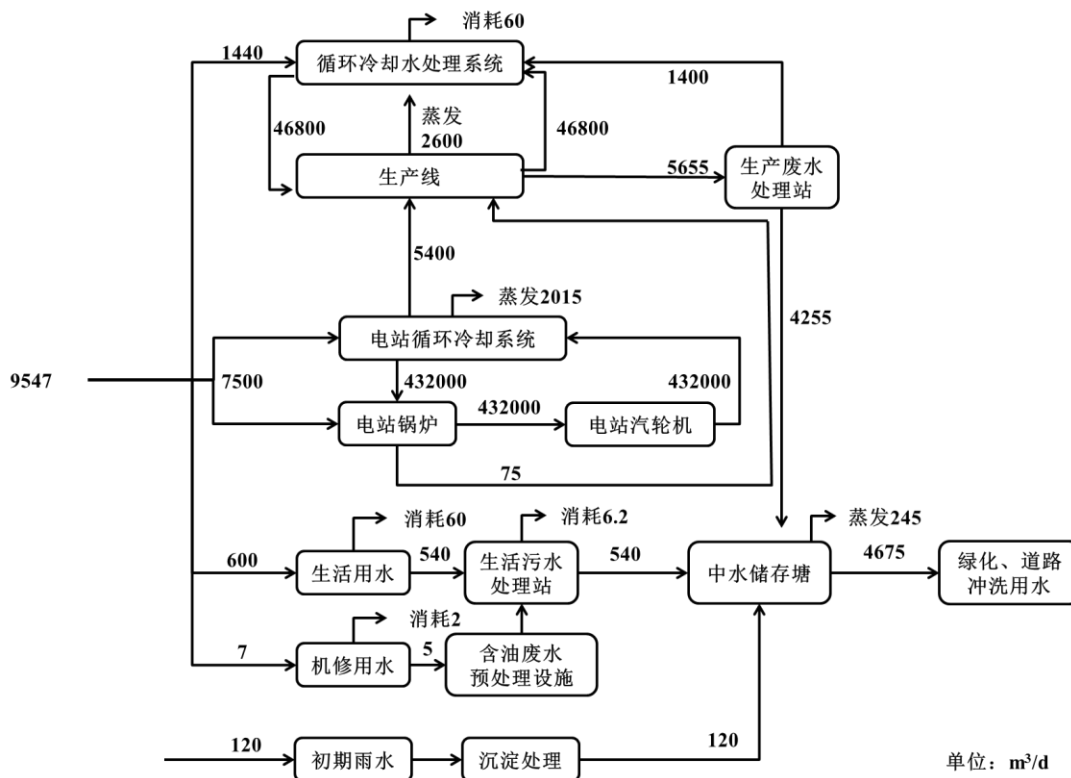 消耗60
1440
循环冷却水处理系统
1400
46800
蒸发
2600
46800
生产线
5655
生产废水
处理站
5400
蒸发2015
4255
电站循环冷却系统
9547
7500
432000
432000
电站锅炉
432000
电站汽轮机
75
消耗60
消耗6.2
蒸发245
600
生活用水
540
生活污水
处理站
540
中水储存塘
4675
绿化、道路
冲洗用水
消耗2
7
机修用水
5
含油废水
预处理设施
120
初期雨水
沉淀处理
120
单位：m³/d